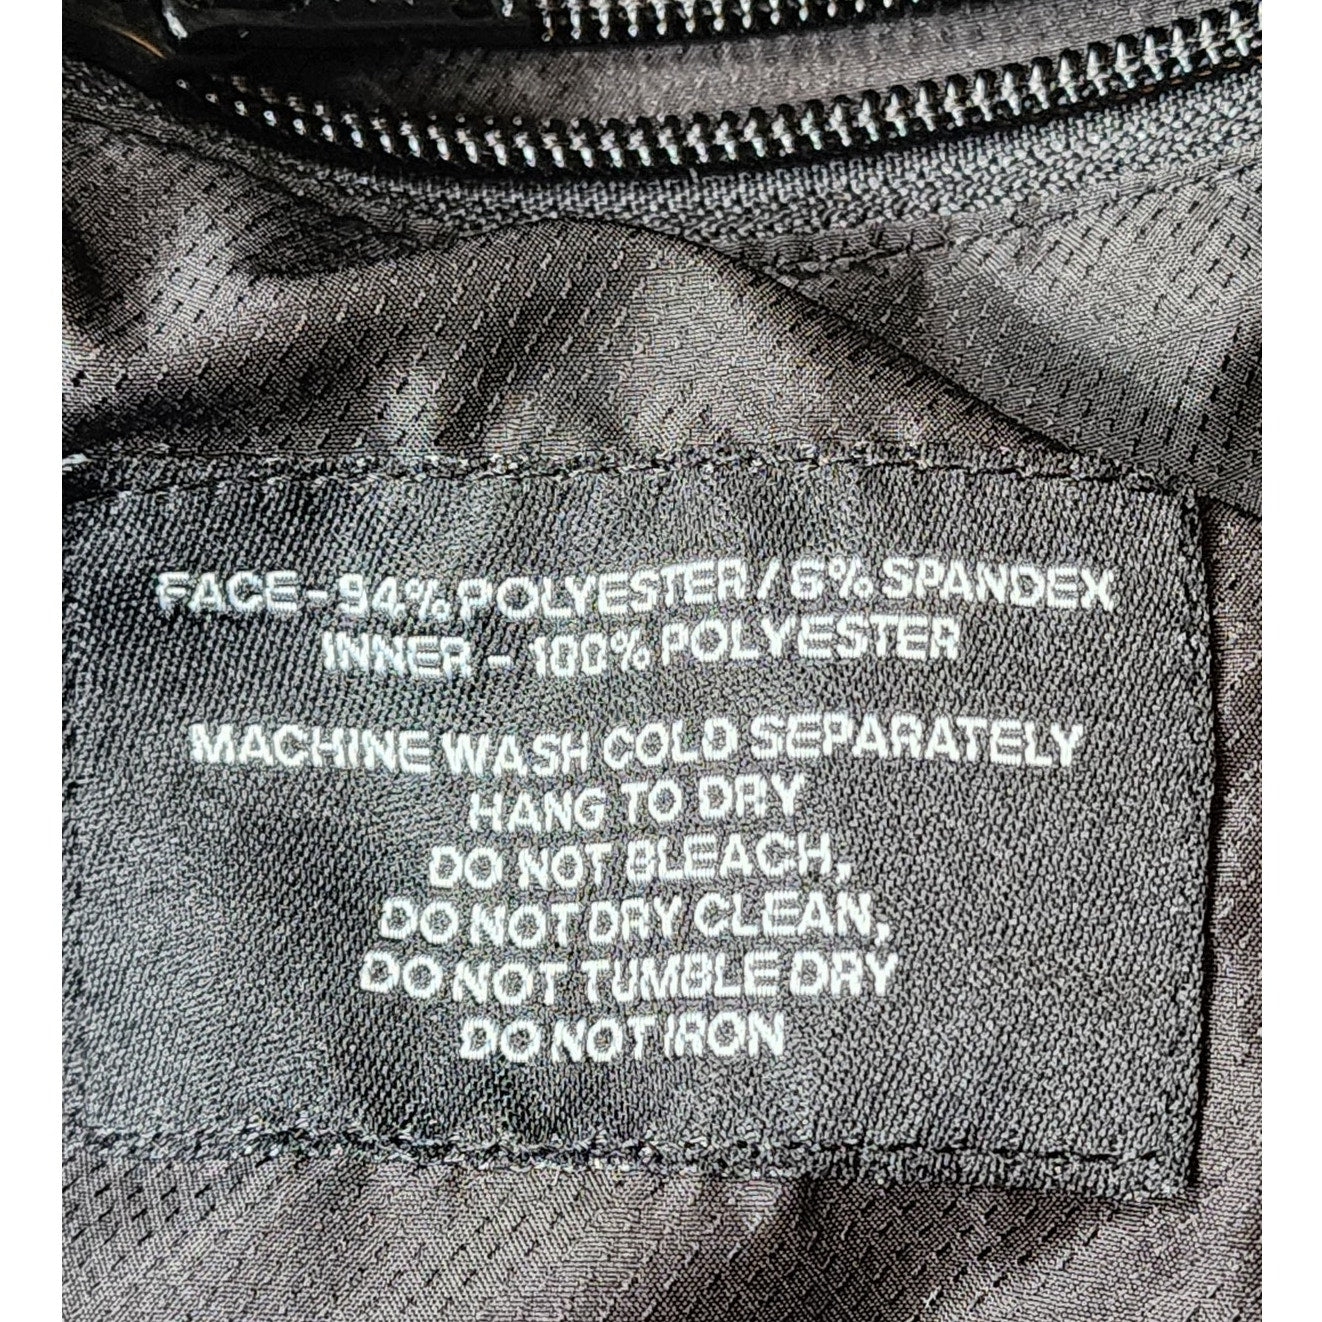 FACE - 94% POLYESTER / 6% SPANDEX
INNER - 100% POLYESTER
MACHINE WASH COLD SEPARATELY
HANG TO DRY
DO NOT BLEACH,
DO NOT DRY CLEAN,
DO NOT TUMBLE DRY
DO NOT IRON